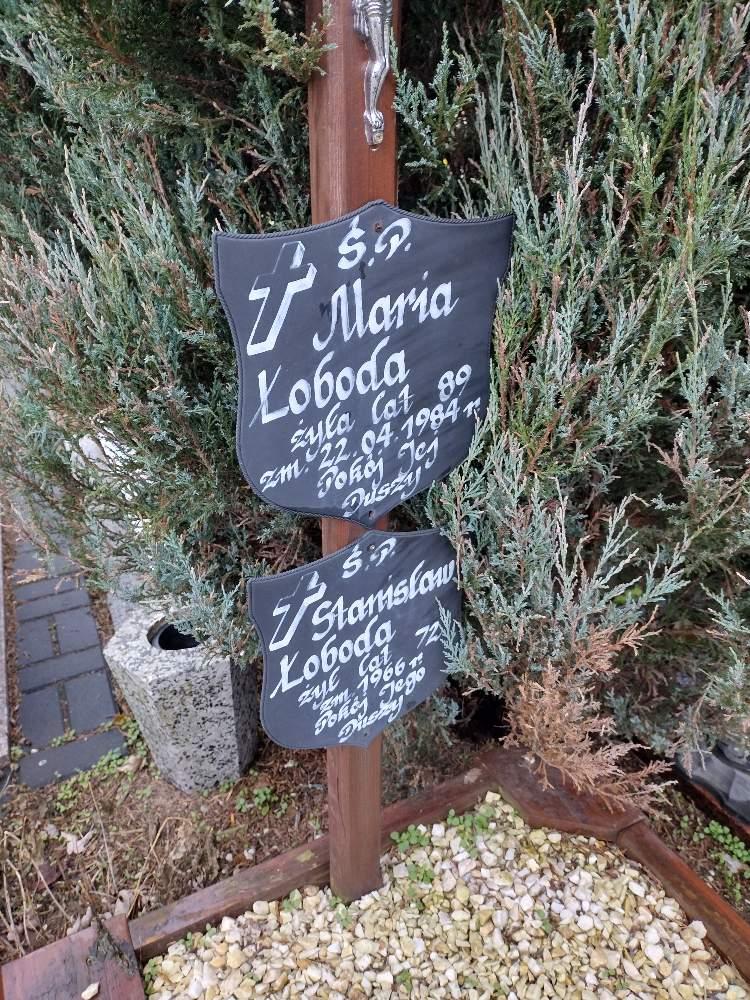 Ś.P.
Maria
Łoboda
żyła lat 89
zm. 22.04.1984 r.
Pokój Jej
Duszy
Ś.P.
Stanisław
Łoboda
żył lat 72
zm. 1966 r.
Pokój Jego
Duszy